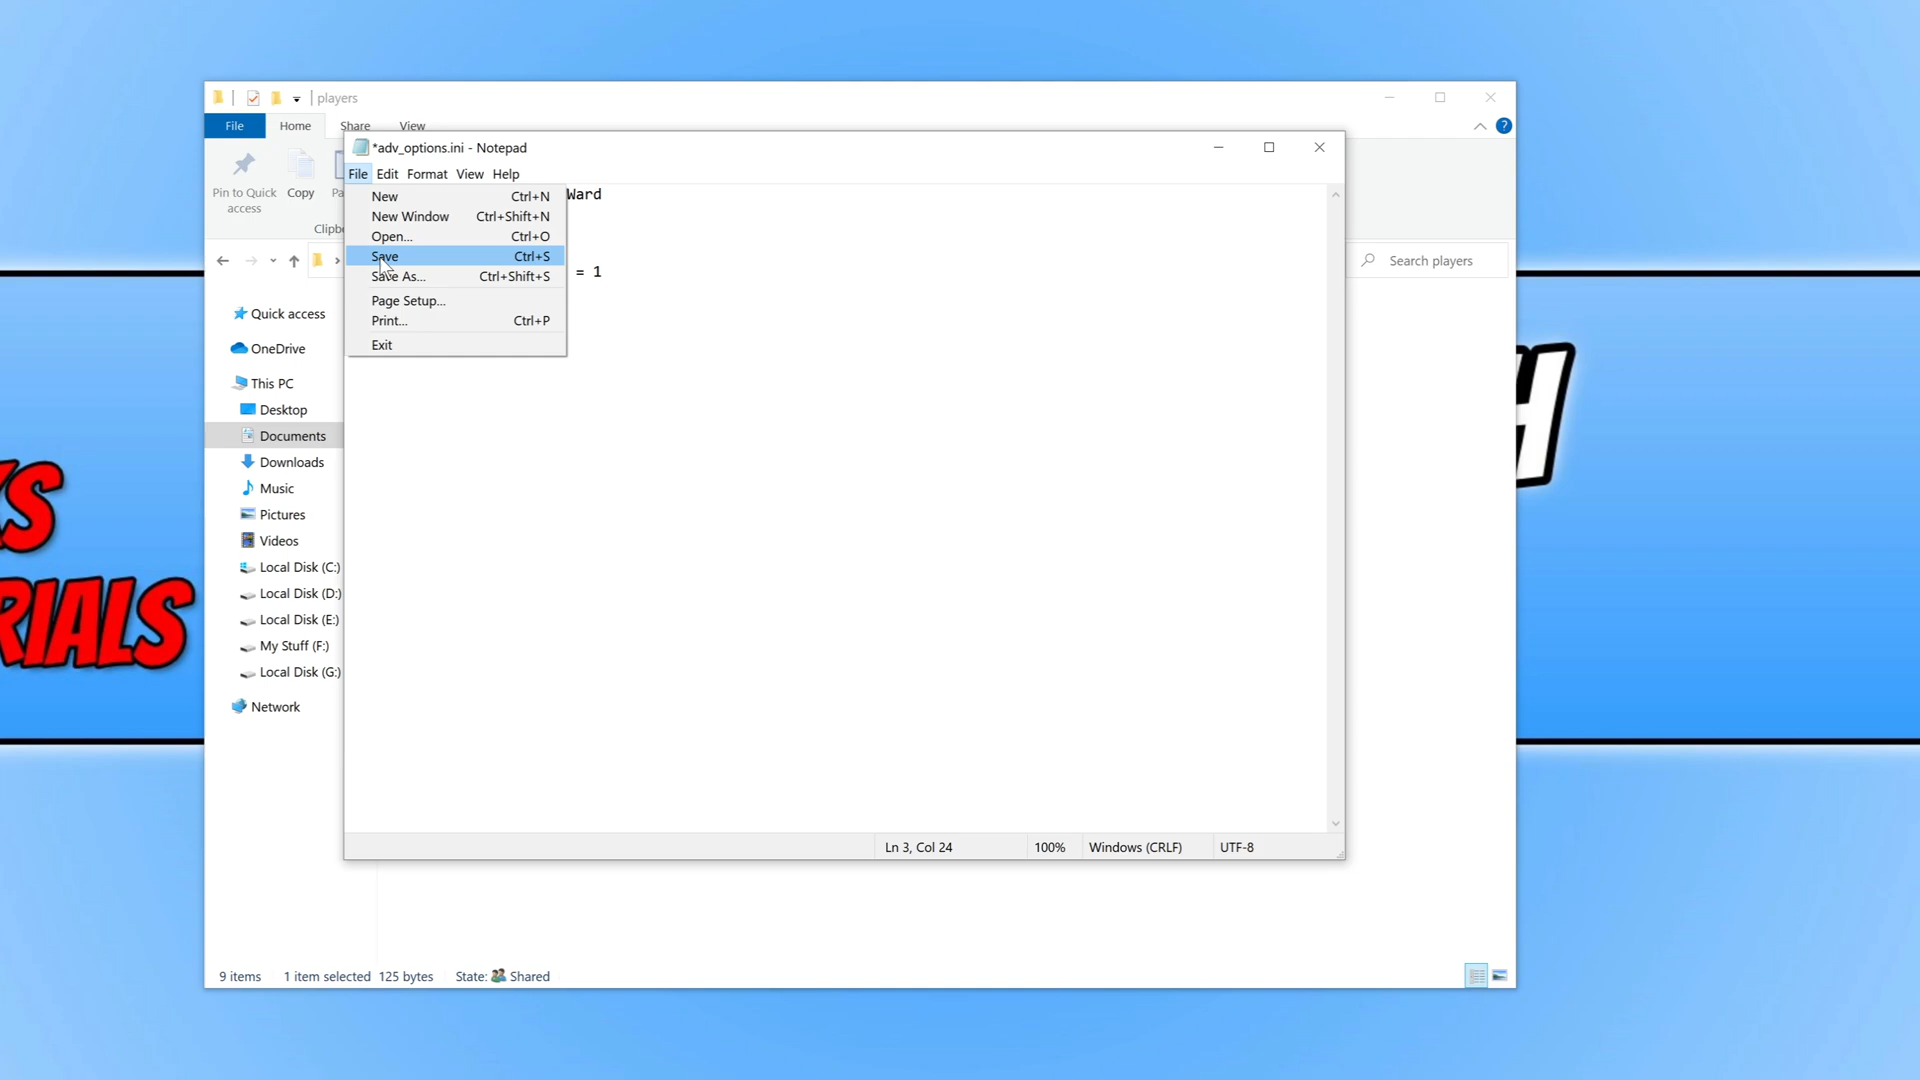 players
File Home Share View
*adv_options.ini - Notepad
File Edit Format View Help
Pin to Quick access
Copy
New Ctrl+N
New Window Ctrl+Shift+N
Open... Ctrl+O
Save Ctrl+S
Save As... Ctrl+Shift+S
Page Setup... 
Print... Ctrl+P
Exit
Ward
= 1
Search players
Quick access
OneDrive
This PC
Desktop
Documents
Downloads
Music
Pictures
Videos
Local Disk (C:)
Local Disk (D:)
Local Disk (E:)
My Stuff (F:)
Local Disk (G:)
Network
Ln 3, Col 24 100% Windows (CRLF) UTF-8
9 items 1 item selected 125 bytes State: Shared